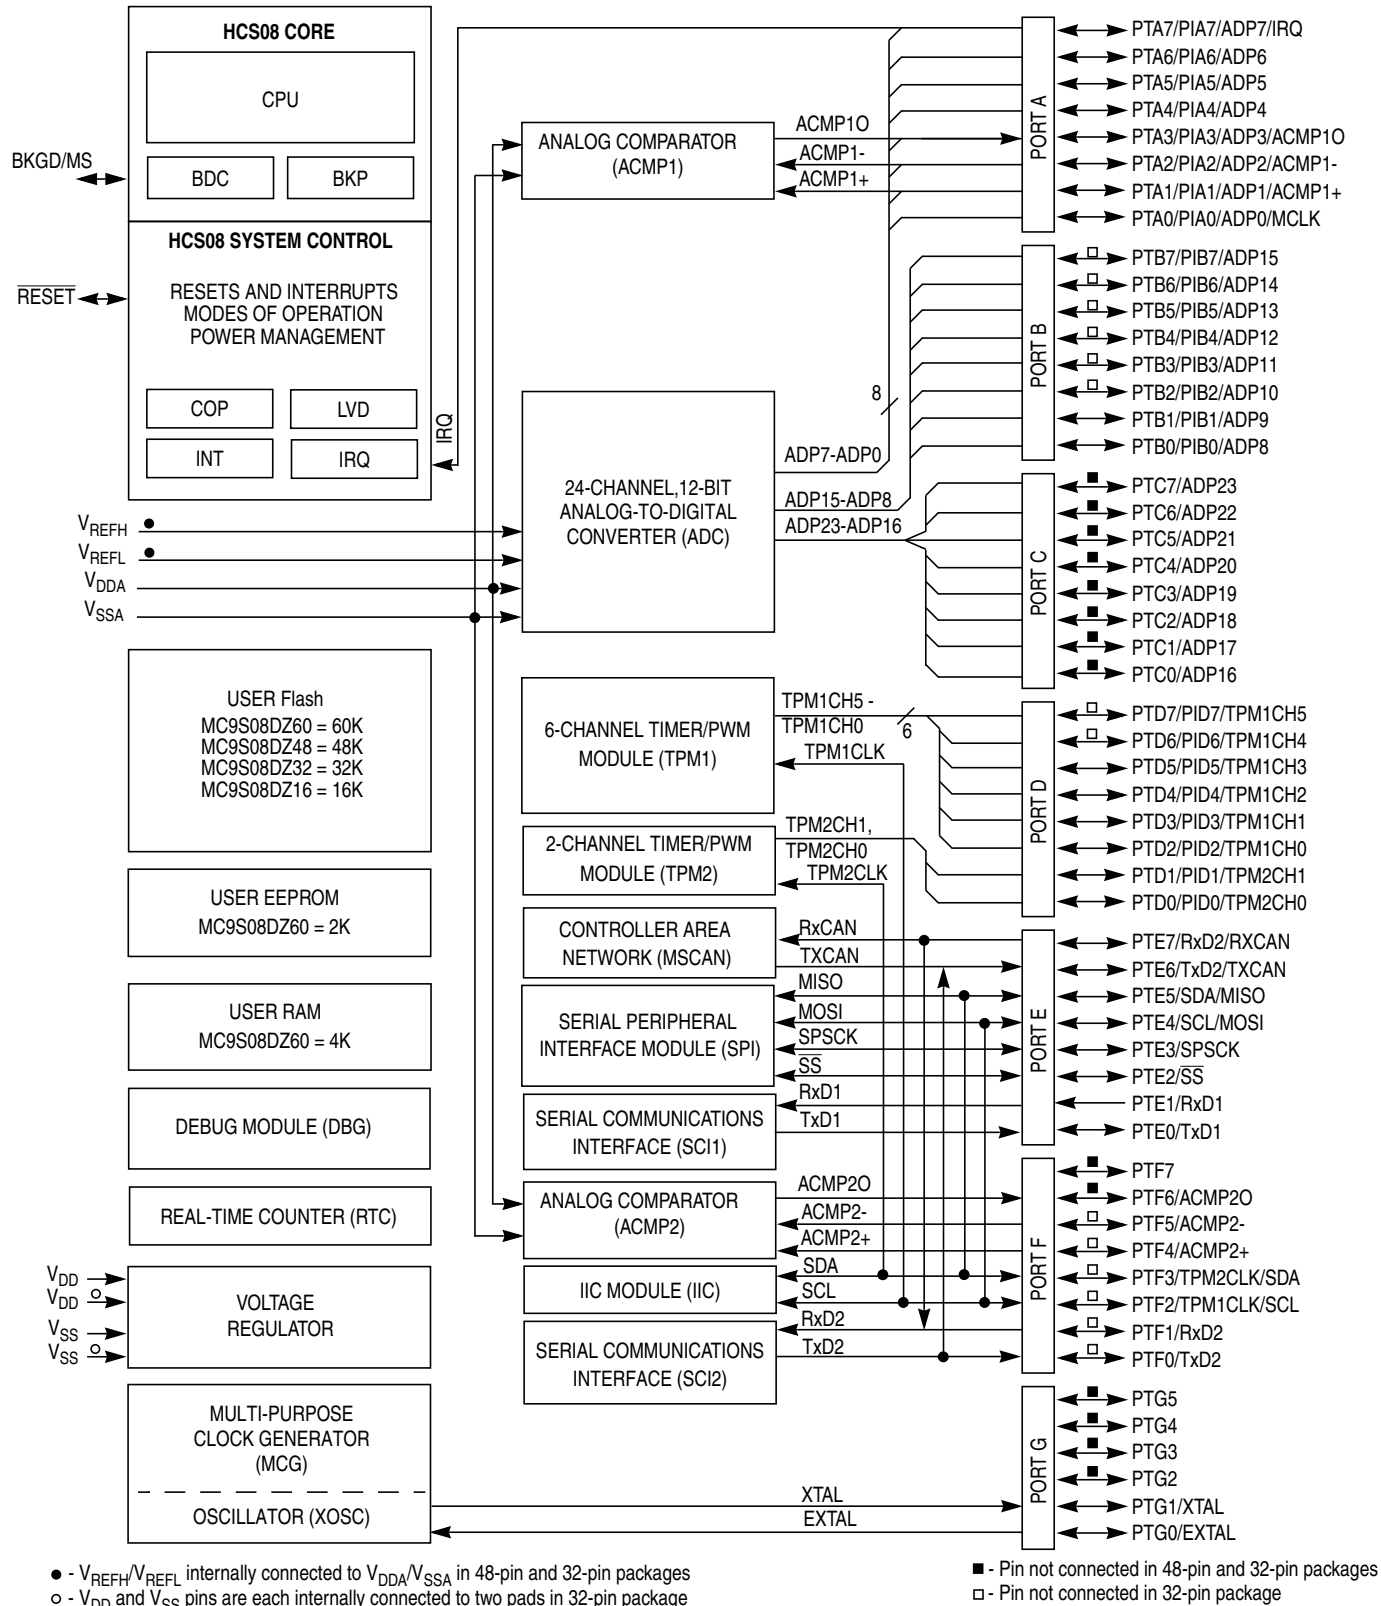 HCS08 CORE
CPU
BDC
BKP
BKGD/MS
HCS08 SYSTEM CONTROL
RESETS AND INTERRUPTS
MODES OF OPERATION
POWER MANAGEMENT
RESET
COP
LVD
INT
IRQ
IRQ
VREFH
VREFL
VDDA
VSSA
USER Flash
MC9S08DZ60 = 60K
MC9S08DZ48 = 48K
MC9S08DZ32 = 32K
MC9S08DZ16 = 16K
USER EEPROM
MC9S08DZ60 = 2K
USER RAM
MC9S08DZ60 = 4K
DEBUG MODULE (DBG)
REAL-TIME COUNTER (RTC)
VDD
VDD
VSS
VSS
VOLTAGE
REGULATOR
MULTI-PURPOSE
CLOCK GENERATOR
(MCG)
OSCILLATOR (XOSC)
ANALOG COMPARATOR
(ACMP1)
ACMP1O
ACMP1-
ACMP1+
24-CHANNEL,12-BIT
ANALOG-TO-DIGITAL
CONVERTER (ADC)
8
ADP7-ADP0
ADP15-ADP8
ADP23-ADP16
6-CHANNEL TIMER/PWM
MODULE (TPM1)
TPM1CH5 -
TPM1CH0
6
TPM1CLK
2-CHANNEL TIMER/PWM
MODULE (TPM2)
TPM2CH1,
TPM2CH0
TPM2CLK
CONTROLLER AREA
NETWORK (MSCAN)
RxCAN
TXCAN
SERIAL PERIPHERAL
INTERFACE MODULE (SPI)
MISO
MOSI
SPSCK
SS
SERIAL COMMUNICATIONS
INTERFACE (SCI1)
RxD1
TxD1
ANALOG COMPARATOR
(ACMP2)
ACMP2O
ACMP2-
ACMP2+
IIC MODULE (IIC)
SDA
SCL
SERIAL COMMUNICATIONS
INTERFACE (SCI2)
RxD2
TxD2
XTAL
EXTAL
PORT A
PTA7/PIA7/ADP7/IRQ
PTA6/PIA6/ADP6
PTA5/PIA5/ADP5
PTA4/PIA4/ADP4
PTA3/PIA3/ADP3/ACMP1O
PTA2/PIA2/ADP2/ACMP1-
PTA1/PIA1/ADP1/ACMP1+
PTA0/PIA0/ADP0/MCLK
PORT B
PTB7/PIB7/ADP15
PTB6/PIB6/ADP14
PTB5/PIB5/ADP13
PTB4/PIB4/ADP12
PTB3/PIB3/ADP11
PTB2/PIB2/ADP10
PTB1/PIB1/ADP9
PTB0/PIB0/ADP8
PORT C
PTC7/ADP23
PTC6/ADP22
PTC5/ADP21
PTC4/ADP20
PTC3/ADP19
PTC2/ADP18
PTC1/ADP17
PTC0/ADP16
PORT D
PTD7/PID7/TPM1CH5
PTD6/PID6/TPM1CH4
PTD5/PID5/TPM1CH3
PTD4/PID4/TPM1CH2
PTD3/PID3/TPM1CH1
PTD2/PID2/TPM1CH0
PTD1/PID1/TPM2CH1
PTD0/PID0/TPM2CH0
PORT E
PTE7/RxD2/RXCAN
PTE6/TxD2/TXCAN
PTE5/SDA/MISO
PTE4/SCL/MOSI
PTE3/SPSCK
PTE2/SS
PTE1/RxD1
PTE0/TxD1
PORT F
PTF7
PTF6/ACMP2O
PTF5/ACMP2-
PTF4/ACMP2+
PTF3/TPM2CLK/SDA
PTF2/TPM1CLK/SCL
PTF1/RxD2
PTF0/TxD2
PORT G
PTG5
PTG4
PTG3
PTG2
PTG1/XTAL
PTG0/EXTAL
● - VREFH/VREFL internally connected to VDDA/VSSA in 48-pin and 32-pin packages
○ - VDD and VSS pins are each internally connected to two pads in 32-pin package
■ - Pin not connected in 48-pin and 32-pin packages
□ - Pin not connected in 32-pin package